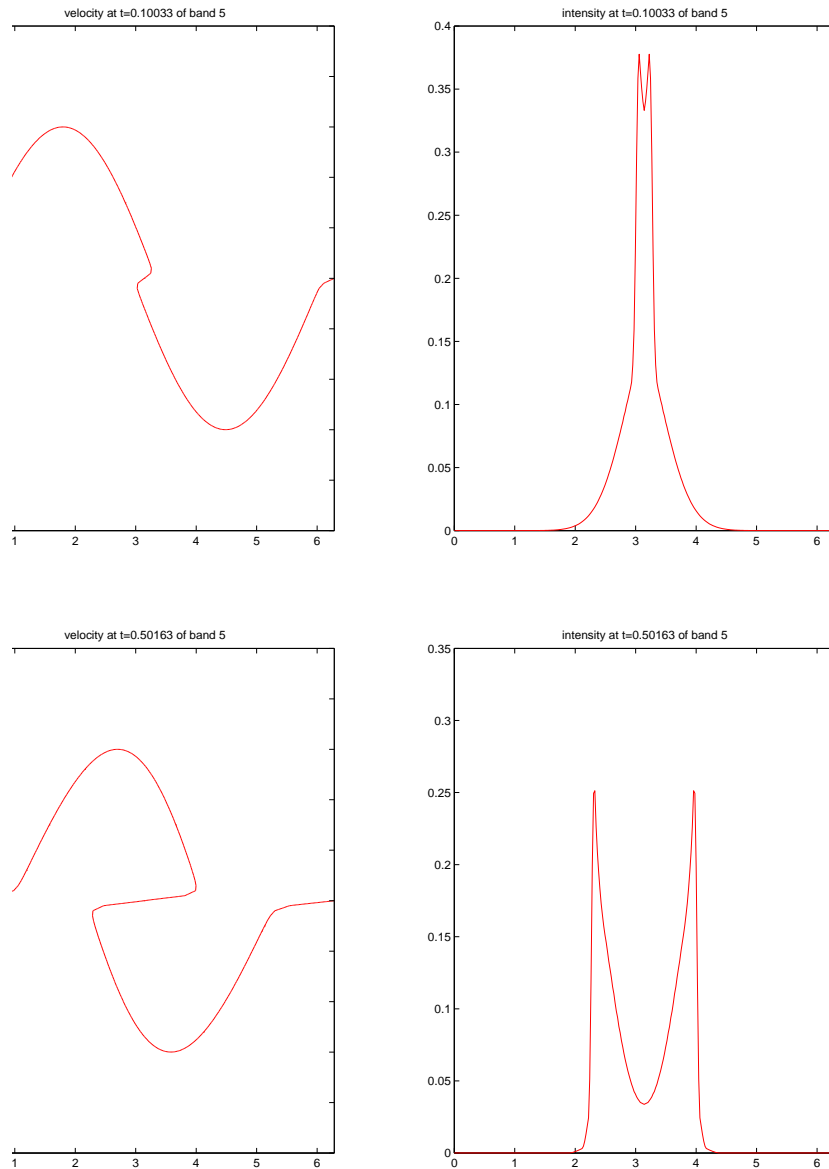 velocity at t=0.10033 of band 5
1 2 3 4 5 6
intensity at t=0.10033 of band 5
0.4
0.35
0.3
0.25
0.2
0.15
0.1
0.05
0
0 1 2 3 4 5 6
velocity at t=0.50163 of band 5
1 2 3 4 5 6
intensity at t=0.50163 of band 5
0.35
0.3
0.25
0.2
0.15
0.1
0.05
0
0 1 2 3 4 5 6